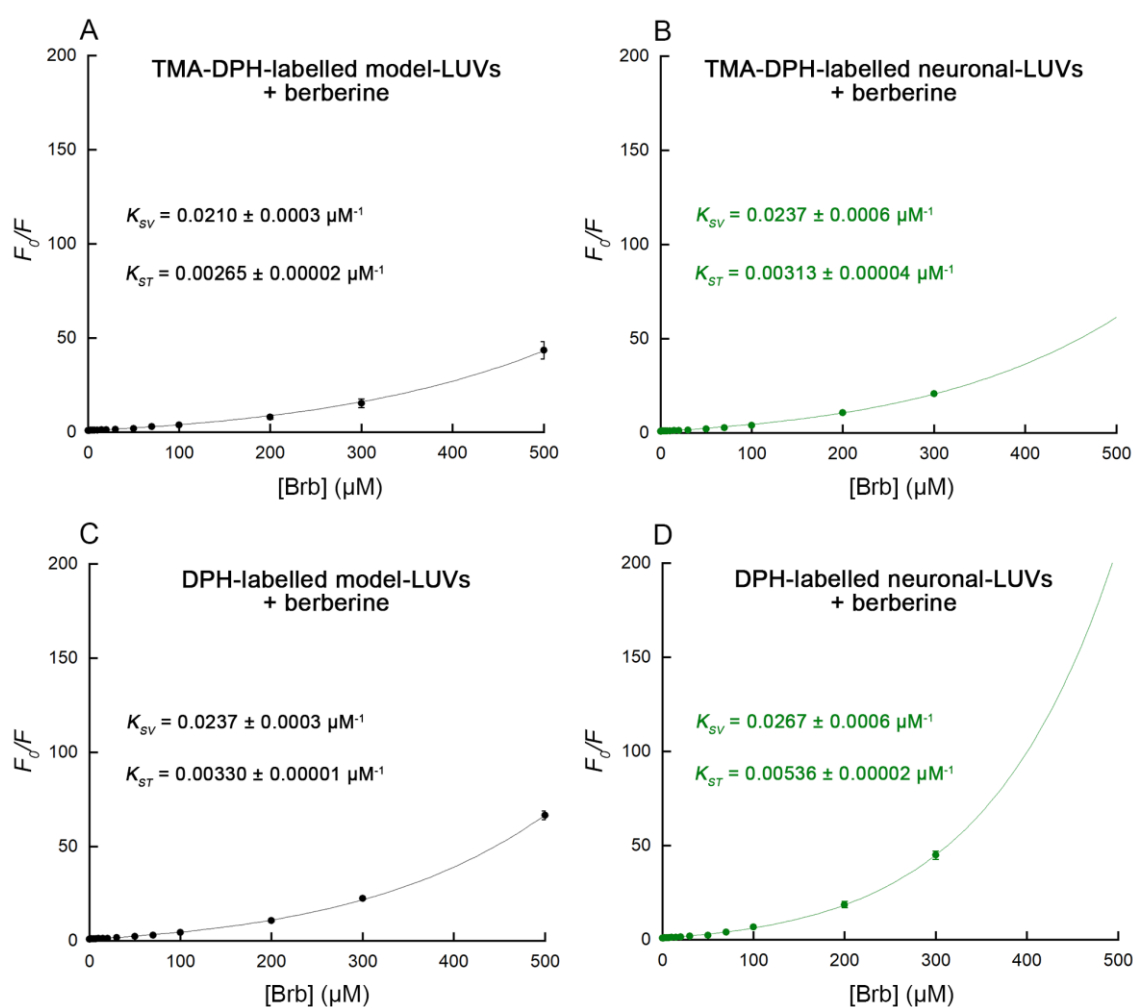 A
TMA-DPH-labelled model-LUVs
+ berberine
200
150
100
50
0
F₀/F
K_SV = 0.0210 ± 0.0003 µM⁻¹
K_ST = 0.00265 ± 0.00002 µM⁻¹
0 100 200 300 400 500
[Brb] (µM)
B
TMA-DPH-labelled neuronal-LUVs
+ berberine
200
150
100
50
0
F₀/F
K_SV = 0.0237 ± 0.0006 µM⁻¹
K_ST = 0.00313 ± 0.00004 µM⁻¹
0 100 200 300 400 500
[Brb] (µM)
C
DPH-labelled model-LUVs
+ berberine
200
150
100
50
0
F₀/F
K_SV = 0.0237 ± 0.0003 µM⁻¹
K_ST = 0.00330 ± 0.00001 µM⁻¹
0 100 200 300 400 500
[Brb] (µM)
D
DPH-labelled neuronal-LUVs
+ berberine
200
150
100
50
0
F₀/F
K_SV = 0.0267 ± 0.0006 µM⁻¹
K_ST = 0.00536 ± 0.00002 µM⁻¹
0 100 200 300 400 500
[Brb] (µM)